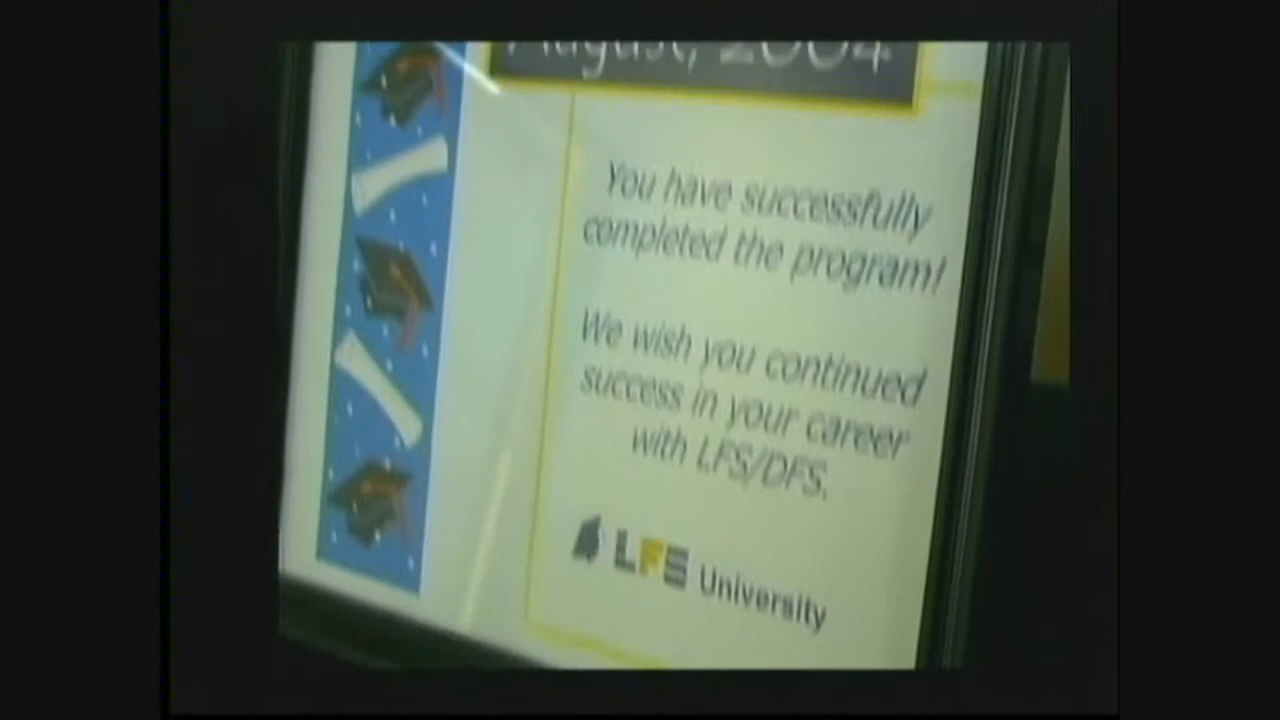 August, 2004
You have successfully
completed the program!
We wish you continued
success in your career
with LFS/DFS.
LFS University